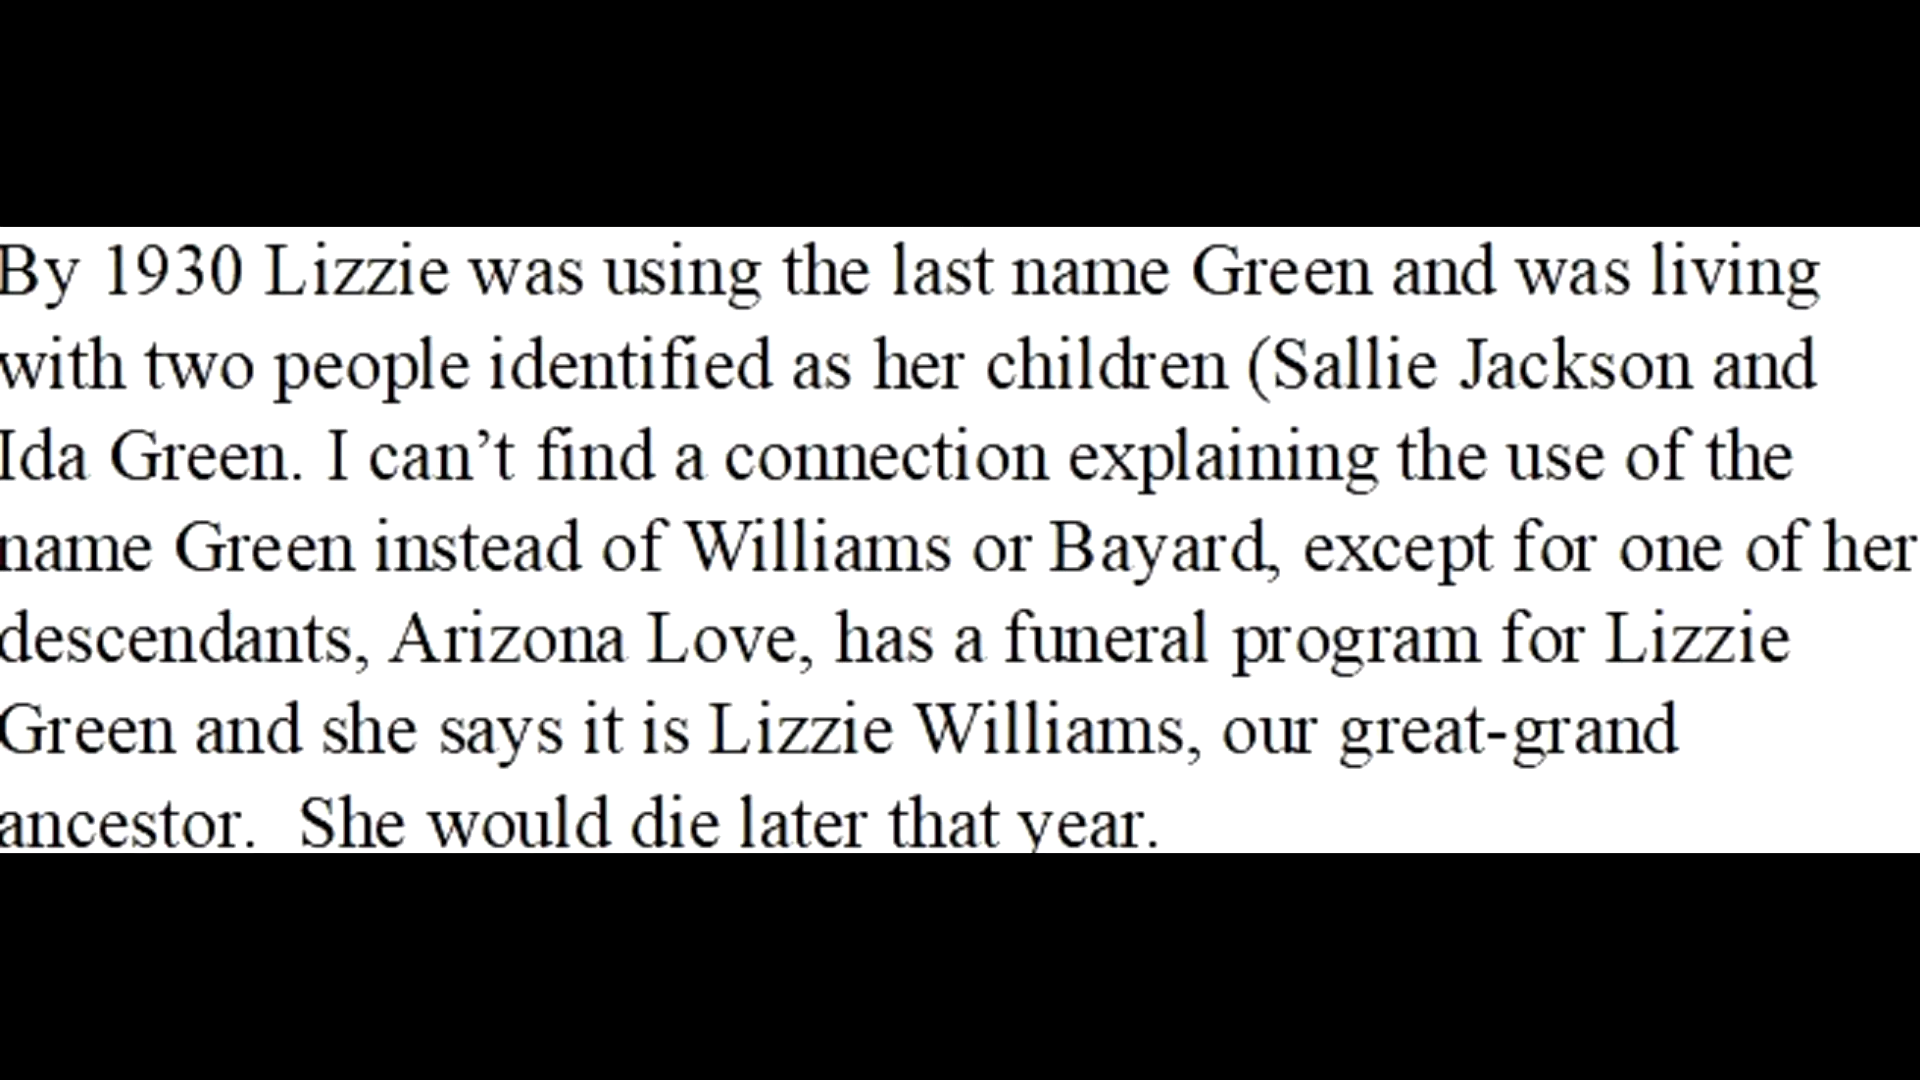 By 1930 Lizzie was using the last name Green and was living
with two people identified as her children (Sallie Jackson and
Ida Green. I can’t find a connection explaining the use of the
name Green instead of Williams or Bayard, except for one of her
descendants, Arizona Love, has a funeral program for Lizzie
Green and she says it is Lizzie Williams, our great-grand
ancestor.  She would die later that year.